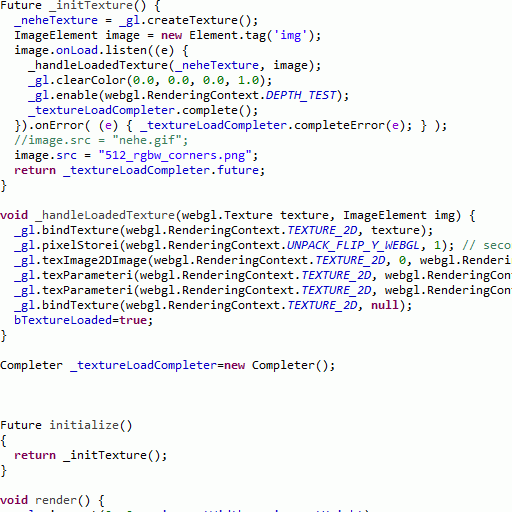 Future _initTexture() {
  _neheTexture = _gl.createTexture();
  ImageElement image = new Element.tag('img');
  image.onLoad.listen((e) {
    _handleLoadedTexture(_neheTexture, image);
    _gl.clearColor(0.0, 0.0, 0.0, 1.0);
    _gl.enable(webgl.RenderingContext.DEPTH_TEST);
    _textureLoadCompleter.complete();
  }).onError( (e) { _textureLoadCompleter.completeError(e); } );
  //image.src = "nehe.gif";
  image.src = "512_rgbw_corners.png";
  return _textureLoadCompleter.future;
}
void _handleLoadedTexture(webgl.Texture texture, ImageElement img) {
  _gl.bindTexture(webgl.RenderingContext.TEXTURE_2D, texture);
  _gl.pixelStorei(webgl.RenderingContext.UNPACK_FLIP_Y_WEBGL, 1); // seco
  _gl.texImage2DImage(webgl.RenderingContext.TEXTURE_2D, 0, webgl.Renderi
  _gl.texParameteri(webgl.RenderingContext.TEXTURE_2D, webgl.RenderingCont
  _gl.texParameteri(webgl.RenderingContext.TEXTURE_2D, webgl.RenderingCont
  _gl.bindTexture(webgl.RenderingContext.TEXTURE_2D, null);
  bTextureLoaded=true;
}
Completer _textureLoadCompleter=new Completer();
Future initialize()
{
  return _initTexture();
}
void render() {